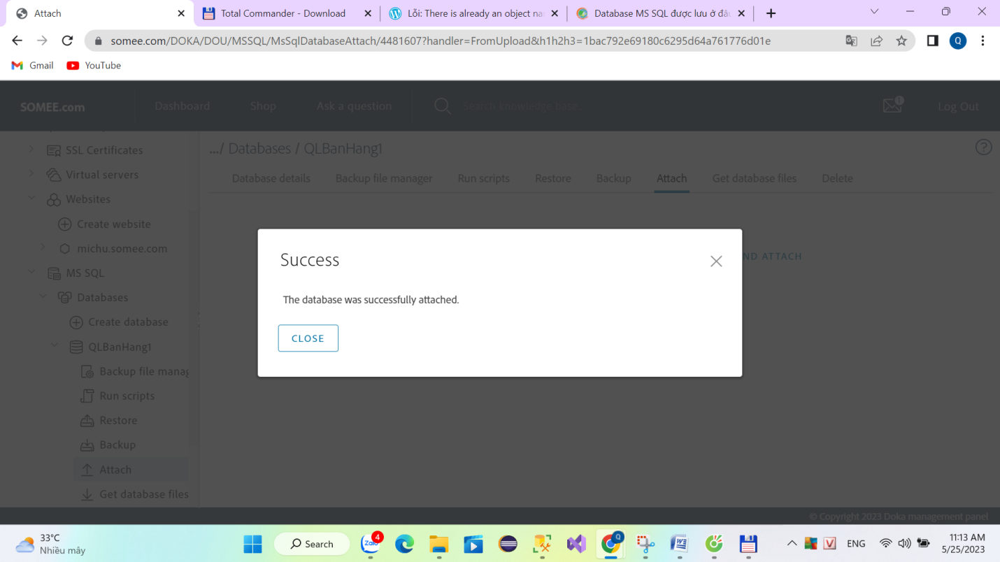 Attach
Total Commander - Download
Lỗi: There is already an object na
Database MS SQL được lưu ở đâu
somee.com/DOKA/DOU/MSSQL/MsSqlDatabaseAttach/4481607?handler=FromUpload&h1h2h3=1bac792e69180c6295d64a761776d01e
Q
Gmail
YouTube
SOMEE.com
Dashboard
Shop
Ask a question
Search knowledge base
1
Log Out
SSL Certificates
Virtual servers
Websites
Create website
michu.somee.com
MS SQL
Databases
Create database
QLBanHang1
Backup file manag
Run scripts
Restore
Backup
Attach
Get database files
.../ Databases / QLBanHang1
?
Database details
Backup file manager
Run scripts
Restore
Backup
Attach
Get database files
Delete
ND ATTACH
Success
The database was successfully attached.
CLOSE
© Copyright 2023 Doka management panel
33°C
Nhiều mây
Search
Zalo
4
Q
V
ENG
11:13 AM
5/25/2023